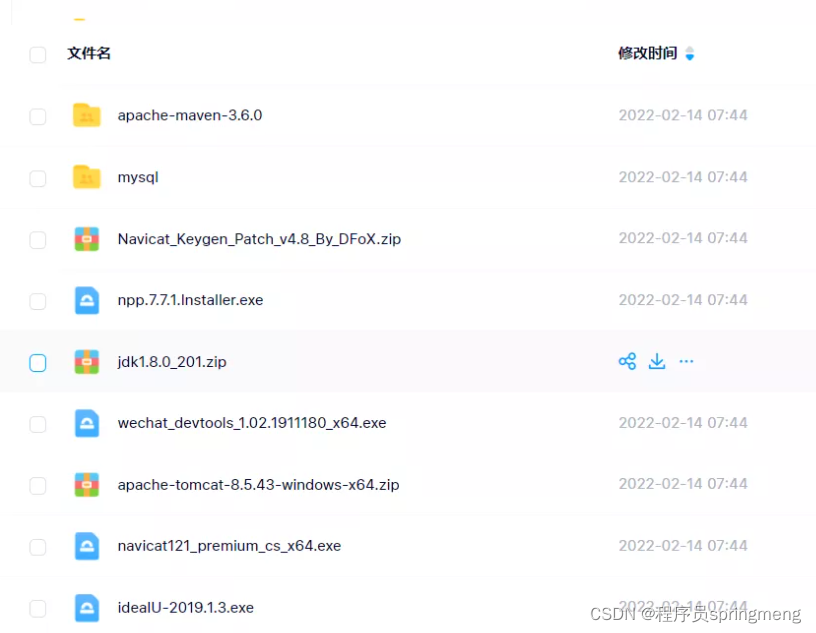 文件名 修改时间
apache-maven-3.6.0 2022-02-14 07:44
mysql 2022-02-14 07:44
Navicat_Keygen_Patch_v4.8_By_DFoX.zip 2022-02-14 07:44
npp.7.7.1.Installer.exe 2022-02-14 07:44
jdk1.8.0_201.zip
wechat_devtools_1.02.1911180_x64.exe 2022-02-14 07:44
apache-tomcat-8.5.43-windows-x64.zip 2022-02-14 07:44
navicat121_premium_cs_x64.exe 2022-02-14 07:44
ideaIU-2019.1.3.exe 2022-02-14 07:44
CSDN @程序员springmeng